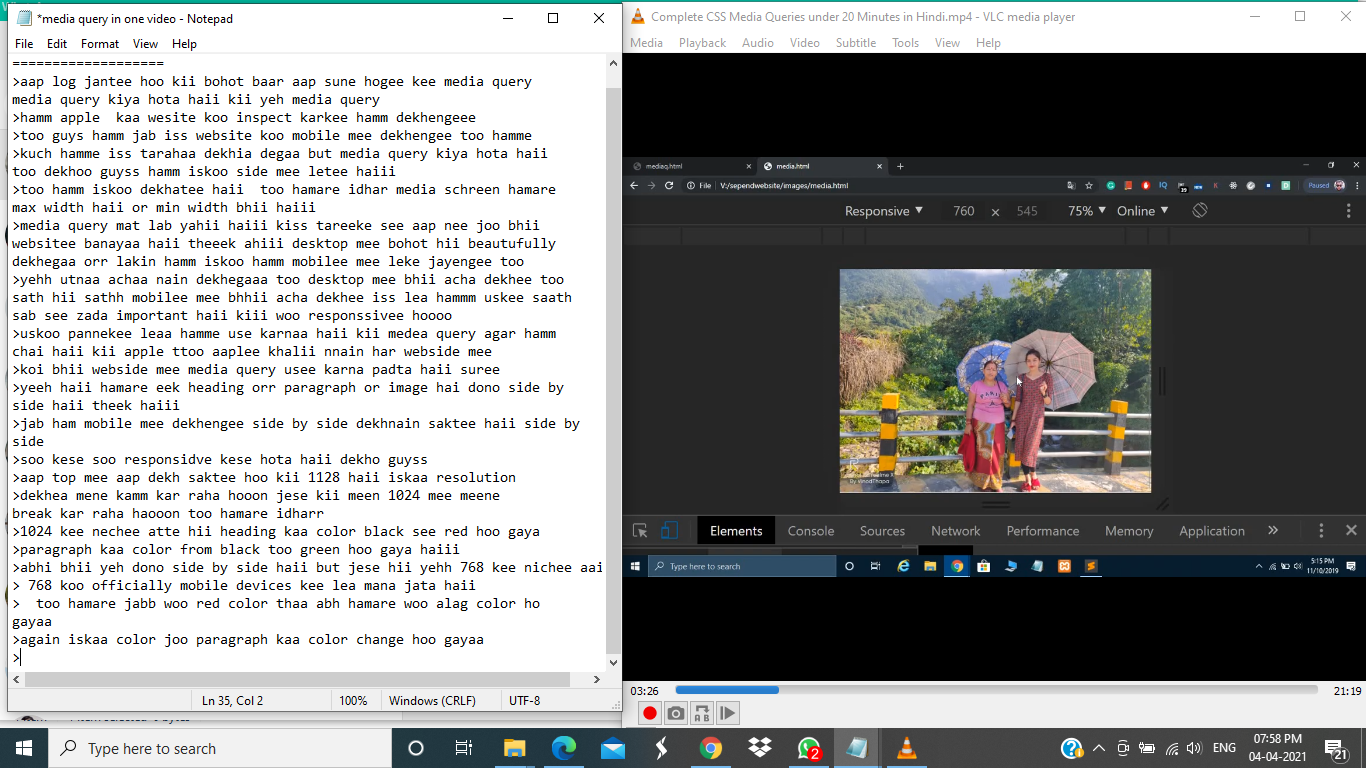 *media query in one video - Notepad
File Edit Format View Help
===================
>aap log jantee hoo kii bohot baar aap sune hogee kee media query
media query kiya hota haii kii yeh media query
>hamm apple  kaa wesite koo inspect karkee hamm dekhengeee
>too guys hamm jab iss website koo mobile mee dekhengee too hamme
>kuch hamme iss tarahaa dekhia degaa but media query kiya hota haii
too dekhoo guyss hamm iskoo side mee letee haiii
>too hamm iskoo dekhatee haii  too hamare idhar media schreen hamare
max width haii or min width bhii haiii
>media query mat lab yahii haiii kiss tareeke see aap nee joo bhii
websitee banayaa haii theeek ahiii desktop mee bohot hii beautufully
dekhegaa orr lakin hamm iskoo hamm mobilee mee leke jayengee too
>yehh utnaa achaa nain dekhegaaa too desktop mee bhii acha dekhee too
sath hii sathh mobilee mee bhhii acha dekhee iss lea hammm uskee saath
sab see zada important haii kiii woo responssivee hoooo
>uskoo pannekee leaa hamme use karnaa haii kii medea query agar hamm
chai haii kii apple ttoo aaplee khalii nnain har webside mee
>koi bhii webside mee media query usee karna padta haii suree
>yeeh haii hamare eek heading orr paragraph or image hai dono side by
side haii theek haiii
>jab ham mobile mee dekhengee side by side dekhnain saktee haii side by
side
>soo kese soo responsidve kese hota haii dekho guyss
>aap top mee aap dekh saktee hoo kii 1128 haii iskaa resolution
>dekhea mene kamm kar raha hooon jese kii meen 1024 mee meene
break kar raha haooon too hamare idharr
>1024 kee nechee atte hii heading kaa color black see red hoo gaya
>paragraph kaa color from black too green hoo gaya haiii
>abhi bhii yeh dono side by side haii but jese hii yehh 768 kee nichee aai
> 768 koo officially mobile devices kee lea mana jata haii
>  too hamare jabb woo red color thaa abh hamare woo alag color ho
gayaa
>again iskaa color joo paragraph kaa color change hoo gayaa
>
Ln 35, Col 2 100% Windows (CRLF) UTF-8
Complete CSS Media Queries under 20 Minutes in Hindi.mp4 - VLC media player
Media Playback Audio Video Subtitle Tools View Help
mediaq.html media.html
File V:/sependwebsite/images/media.html Paused
Responsive 760 x 545 75% Online
By VinodThapa
Elements Console Sources Network Performance Memory Application
Type here to search 5:15 PM
11/10/2019
03:26 21:19
Type here to search 2 ENG 07:58 PM
04-04-2021 21